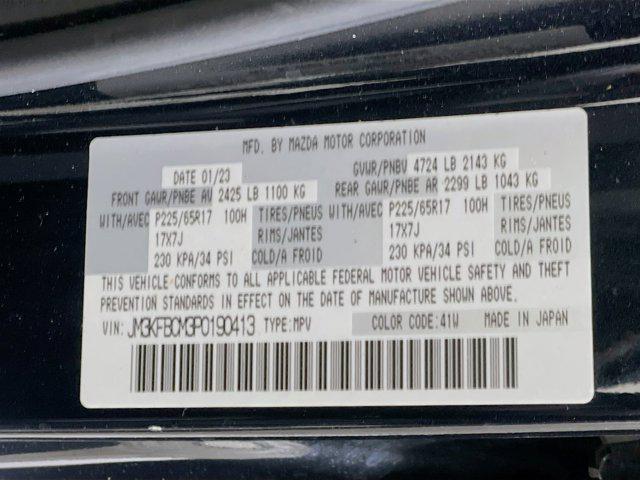 MFD. BY MAZDA MOTOR CORPORATION
DATE 01/23 GVWR/PNBV 4724 LB 2143 KG
FRONT GAWR/PNBE AV 2425 LB 1100 KG REAR GAWR/PNBE AR 2299 LB 1043 KG
WITH/AVEC P225/65R17 100H TIRES/PNEUS WITH/AVEC P225/65R17 100H TIRES/PNEUS
17X7J RIMS/JANTES 17X7J RIMS/JANTES
230 KPA/34 PSI COLD/A FROID 230 KPA/34 PSI COLD/A FROID
THIS VEHICLE CONFORMS TO ALL APPLICABLE FEDERAL MOTOR VEHICLE SAFETY AND THEFT
PREVENTION STANDARDS IN EFFECT ON THE DATE OF MANUFACTURE SHOWN ABOVE.
VIN: JM3KFBCM3P0190413 TYPE:MPV COLOR CODE:41W MADE IN JAPAN